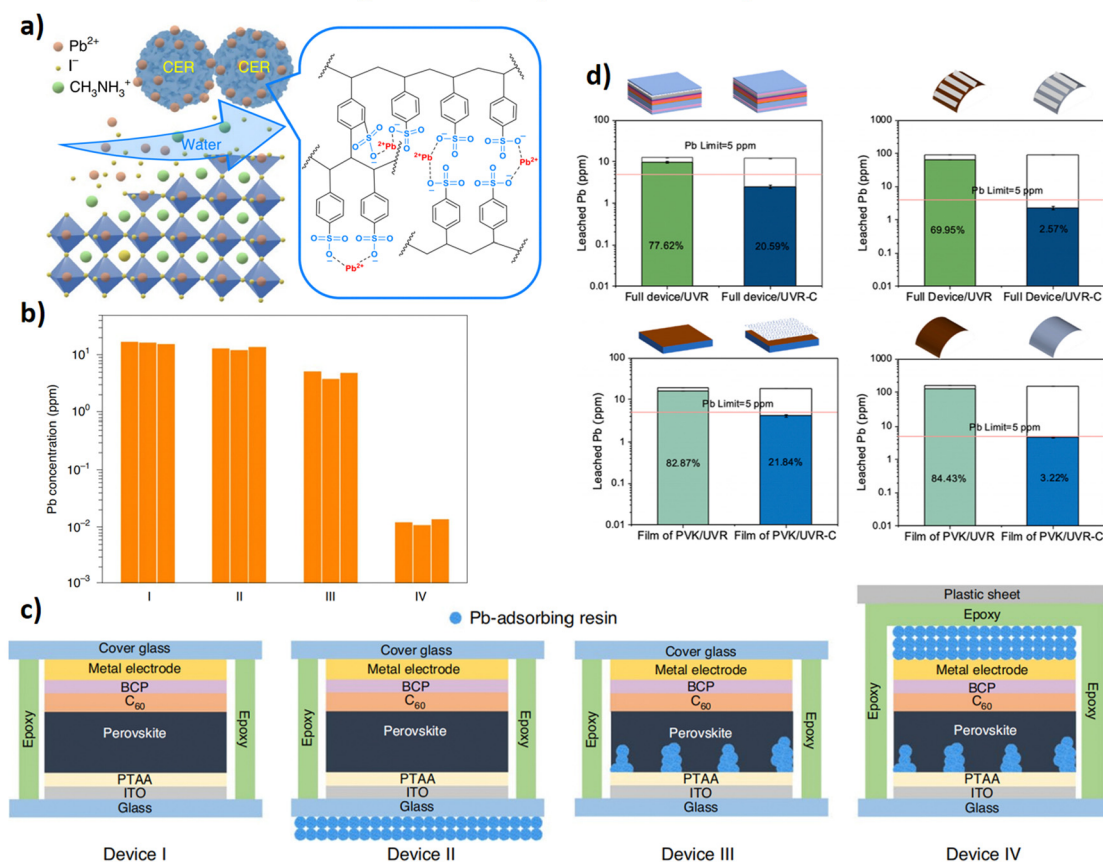 a)
Pb2+
I−
CH3NH3+
CER
CER
Water
O
S
O
O
−
2+Pb
2+Pb
Pb2+
Pb2+
b)
Pb concentration (ppm)
10¹
10⁰
10⁻¹
10⁻²
10⁻³
I
II
III
IV
d)
Leached Pb (ppm)
100
10
1
0.1
0.01
Pb Limit=5 ppm
77.62%
20.59%
Full device/UVR
Full device/UVR-C
Leached Pb (ppm)
1000
100
10
1
0.1
0.01
Pb Limit=5 ppm
69.95%
2.57%
Full Device/UVR
Full Device/UVR-C
Leached Pb (ppm)
100
10
1
0.1
0.01
Pb Limit=5 ppm
82.87%
21.84%
Film of PVK/UVR
Film of PVK/UVR-C
Leached Pb (ppm)
1000
100
10
1
0.1
0.01
Pb Limit=5 ppm
84.43%
3.22%
Film of PVK/UVR
Film of PVK/UVR-C
c)
Pb-adsorbing resin
Cover glass
Metal electrode
BCP
C60
Perovskite
PTAA
ITO
Glass
Epoxy
Epoxy
Device I
Cover glass
Metal electrode
BCP
C60
Perovskite
PTAA
ITO
Glass
Epoxy
Epoxy
Device II
Cover glass
Metal electrode
BCP
C60
Perovskite
PTAA
ITO
Glass
Epoxy
Epoxy
Device III
Plastic sheet
Epoxy
Metal electrode
BCP
C60
Perovskite
PTAA
ITO
Glass
Device IV